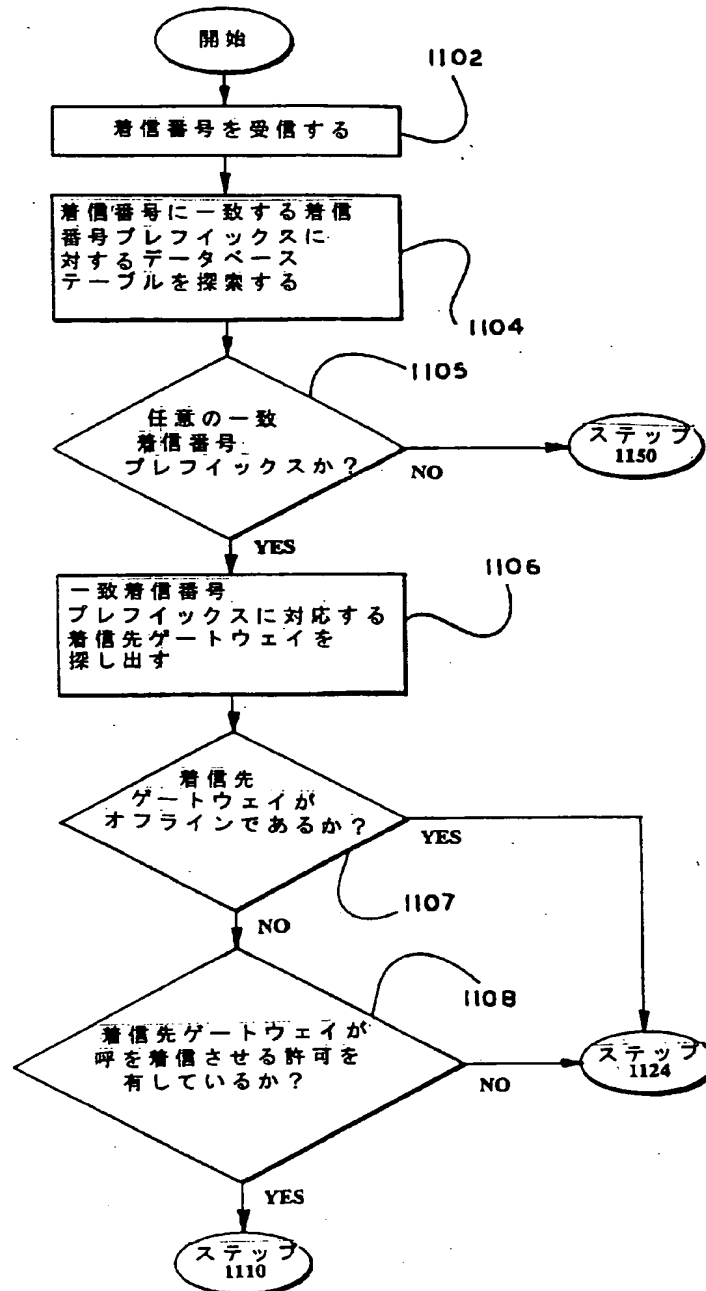 開始
1102
着信番号を受信する
着信番号に一致する着信
番号プレフイックスに
対するデータベース
テーブルを探索する
1104
1105
任意の一致
着信番号
プレフイックスか?
NO
ステップ
1150
YES
1106
一致着信番号
プレフイックスに対応する
着信先ゲートウェイを
探し出す
着信先
ゲートウェイが
オフラインであるか?
YES
1107
NO
1108
着信先ゲートウェイが
呼を着信させる許可を
有しているか?
NO
ステップ
1124
YES
ステップ
1110